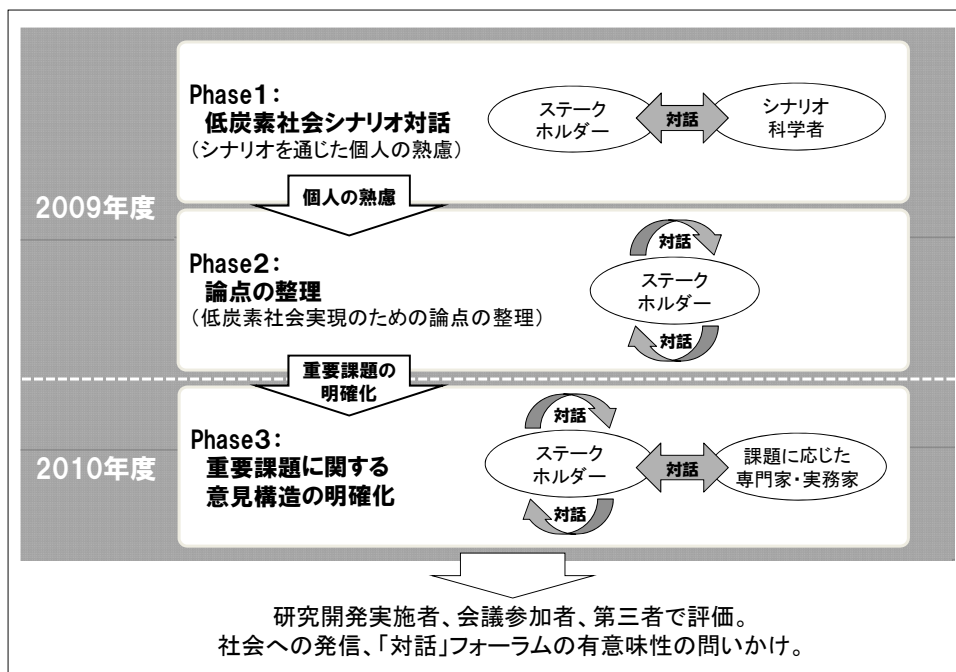 2009年度
Phase1：
低炭素社会シナリオ対話
（シナリオを通じた個人の熟慮）
ステーク
ホルダー
対話
シナリオ
科学者
個人の熟慮
Phase2：
論点の整理
（低炭素社会実現のための論点の整理）
対話
ステーク
ホルダー
対話
重要課題の
明確化
2010年度
Phase3：
重要課題に関する
意見構造の明確化
対話
ステーク
ホルダー
対話
対話
課題に応じた
専門家・実務家
研究開発実施者、会議参加者、第三者で評価。
社会への発信、「対話」フォーラムの有意味性の問いかけ。